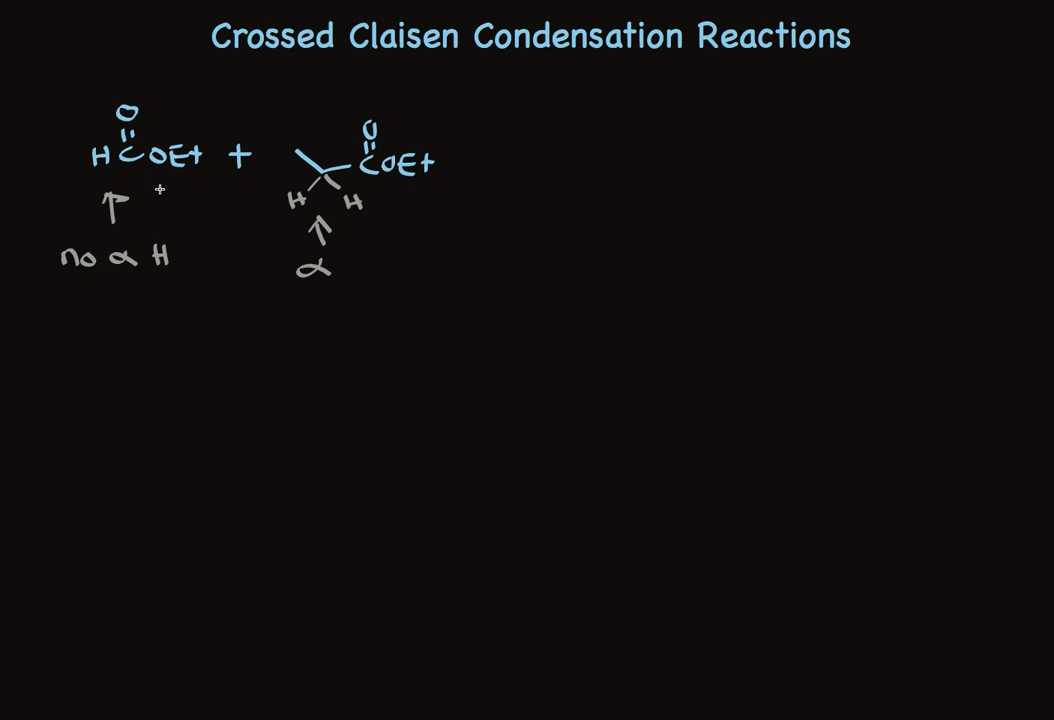 Crossed Claisen Condensation Reactions
O O
H C OEt + C OEt
H H
no α H
α